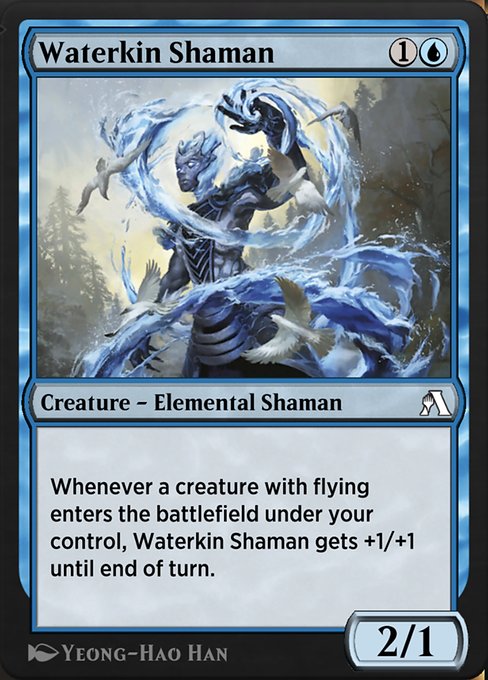 Waterkin Shaman 1
Creature – Elemental Shaman
Whenever a creature with flying
enters the battlefield under your
control, Waterkin Shaman gets +1/+1
until end of turn.
2/1
Yeong-Hao Han